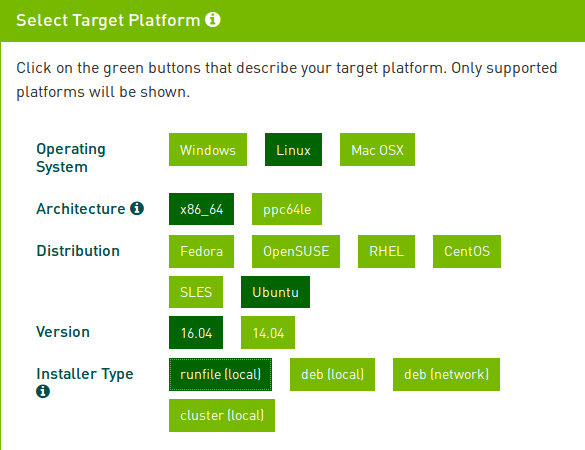 Select Target Platform
Click on the green buttons that describe your target platform. Only supported
platforms will be shown.
Operating System Windows Linux Mac OSX
Architecture x86_64 ppc64le
Distribution Fedora OpenSUSE RHEL CentOS
SLES Ubuntu
Version 16.04 14.04
Installer Type runfile (local) deb (local) deb (network)
cluster (local)